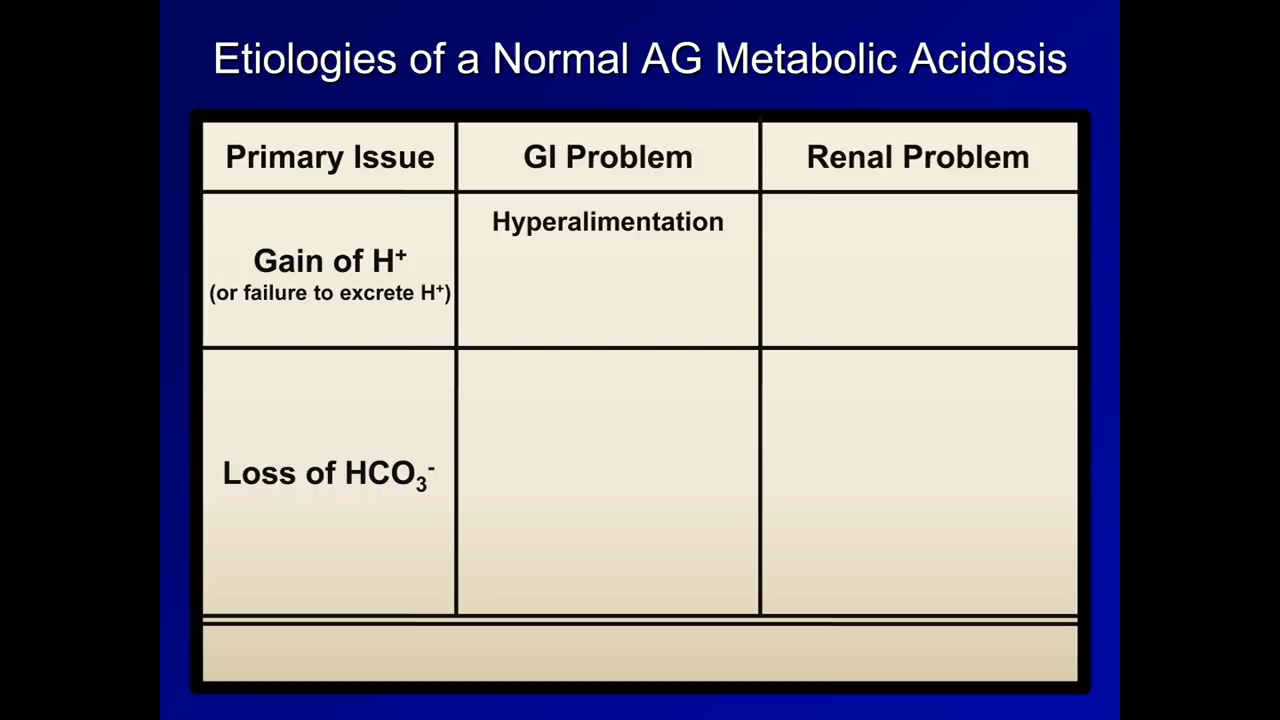 Etiologies of a Normal AG Metabolic Acidosis
Primary Issue
GI Problem
Renal Problem
Gain of H⁺
(or failure to excrete H⁺)
Hyperalimentation
Loss of HCO₃⁻